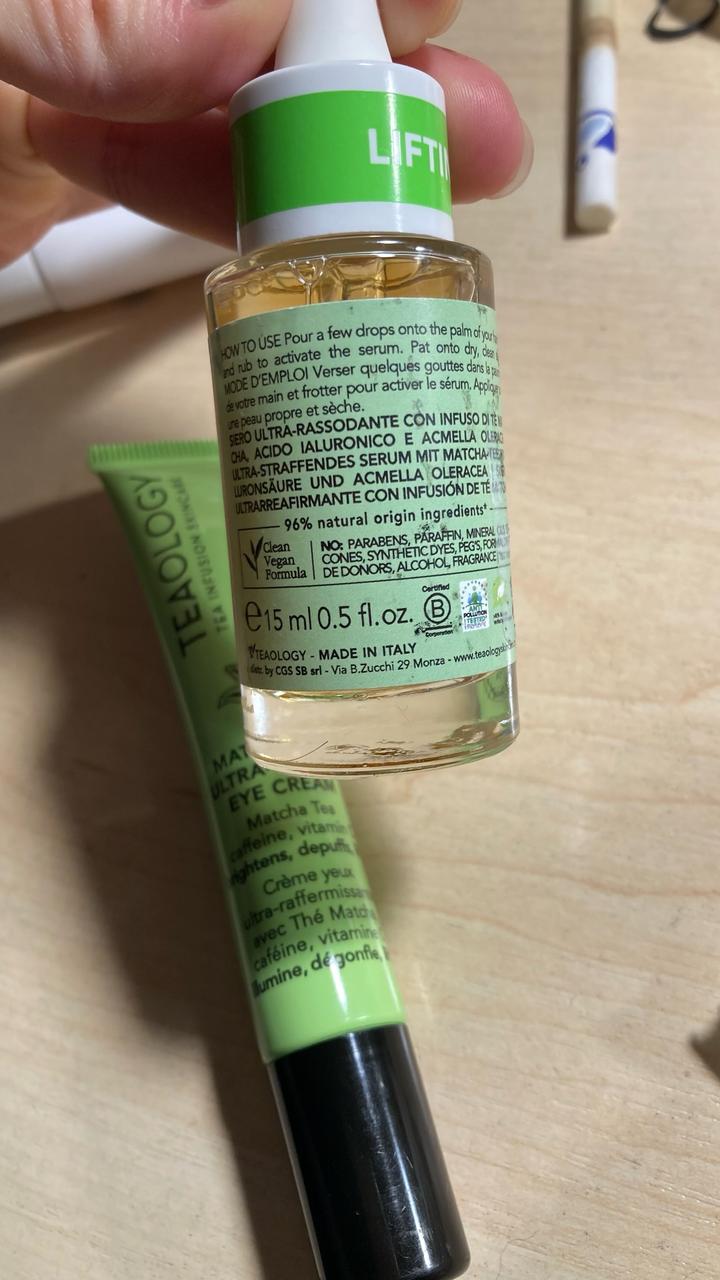 LIFTI
HOW TO USE Pour a few drops onto the palm of your
and rub to activate the serum. Pat onto dry, clean
MODE D'EMPLOI Verser quelques gouttes dans la
de votre main et frotter pour activer le sérum.
une peau propre et sèche.
SIERO ULTRA-RASSODANTE CON INFUSO DI TÈ
CHA, ACIDO IALURONICO E ACMELLA
ULTRA-STRAFFENDES SERUM MIT MATCHA
LURONSÄURE UND ACMELLA OLERACEA
ULTRARREAFIRMANTE CON INFUSIÓN DE TÉ
96% natural origin ingredients*
Clean
Vegan
Formula
NO: PARABENS, PARAFFIN, MINERAL
CONES, SYNTHETIC DYES, PEG'S,
DE DONORS, ALCOHOL, FRAGRANCE
Certified
B
Corporation
ANTI
POLLUTION
TESTED
℮15 ml 0.5 fl.oz.
TEAOLOGY - MADE IN ITALY
distr. by CGS SB srl - Via B.Zucchi 29 Monza - www.teaologyski
TEAOLOGY
TEA INFUSION SKINCARE
MAT
ULTRA-
EYE CREAM
Matcha Tea
caffeine, vitamin
brightens, depuffs,
Crème yeux
ultra-raffermissan
avec Thé Matcha
caféine, vitamine
illumine, dégonfle,